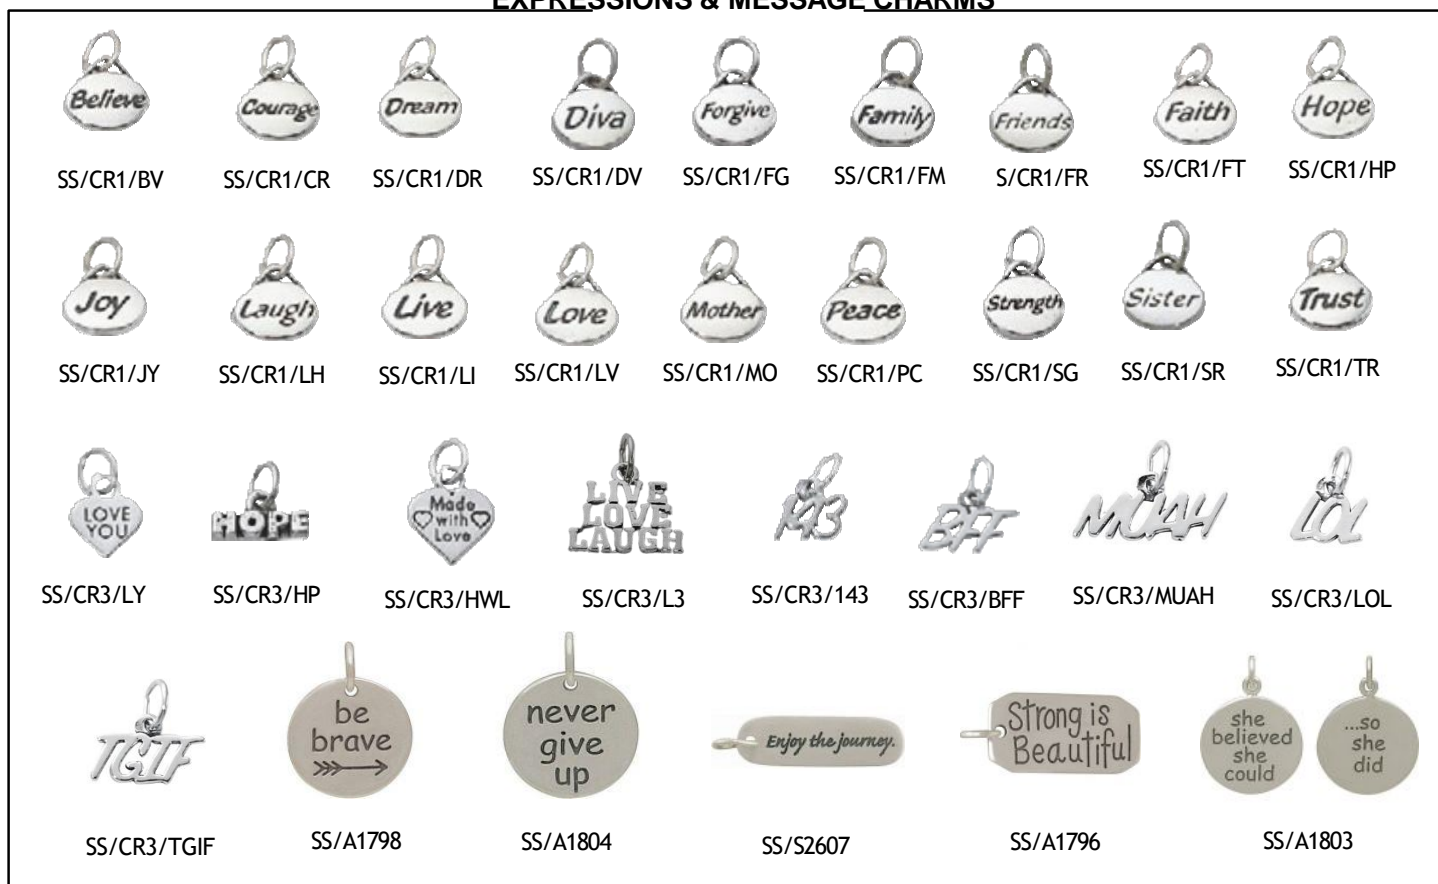 EXPRESSIONS & MESSAGE CHARMS
Believe Courage Dream Diva Forgive Family Friends Faith Hope
SS/CR1/BV SS/CR1/CR SS/CR1/DR SS/CR1/DV SS/CR1/FG SS/CR1/FM S/CR1/FR SS/CR1/FT SS/CR1/HP
Joy Laugh Live Love Mother Peace Strength Sister Trust
SS/CR1/JY SS/CR1/LH SS/CR1/LI SS/CR1/LV SS/CR1/MO SS/CR1/PC SS/CR1/SG SS/CR1/SR SS/CR1/TR
LOVE
YOU
HOPE
Made
with
Love
LIVE
LOVE
LAUGH
143
BFF
MUAH
LOL
SS/CR3/LY SS/CR3/HP SS/CR3/HWL SS/CR3/L3 SS/CR3/143 SS/CR3/BFF SS/CR3/MUAH SS/CR3/LOL
TGIF
be
brave
never
give
up
Enjoy the journey.
Strong is
Beautiful
she
believed
she
could
...so
she
did
SS/CR3/TGIF SS/A1798 SS/A1804 SS/S2607 SS/A1796 SS/A1803